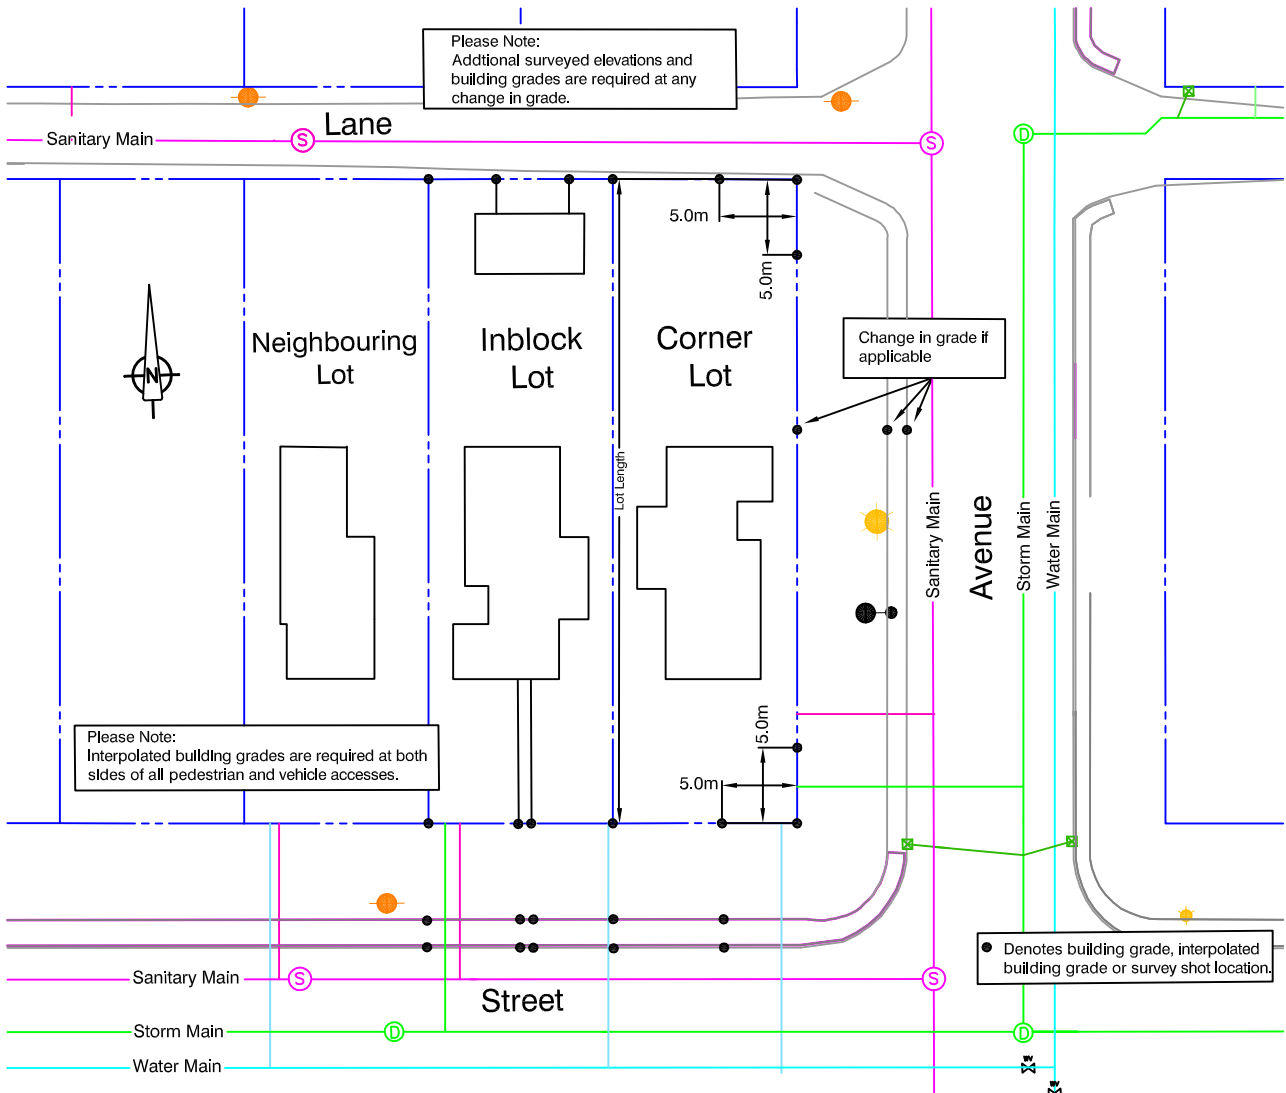 Please Note:
Addtional surveyed elevations and
building grades are required at any
change in grade.
Lane
Sanitary Main
S
S
D
5.0m
5.0m
Neighbouring
Lot
Inblock
Lot
Corner
Lot
Change in grade if
applicable
N
Lot Length
Sanitary Main
Avenue
Storm Main
Water Main
Please Note:
Interpolated building grades are required at both
sides of all pedestrian and vehicle accesses.
5.0m
5.0m
Denotes building grade, interpolated
building grade or survey shot location.
Sanitary Main
S
S
Street
Storm Main
D
D
Water Main
WV
WV